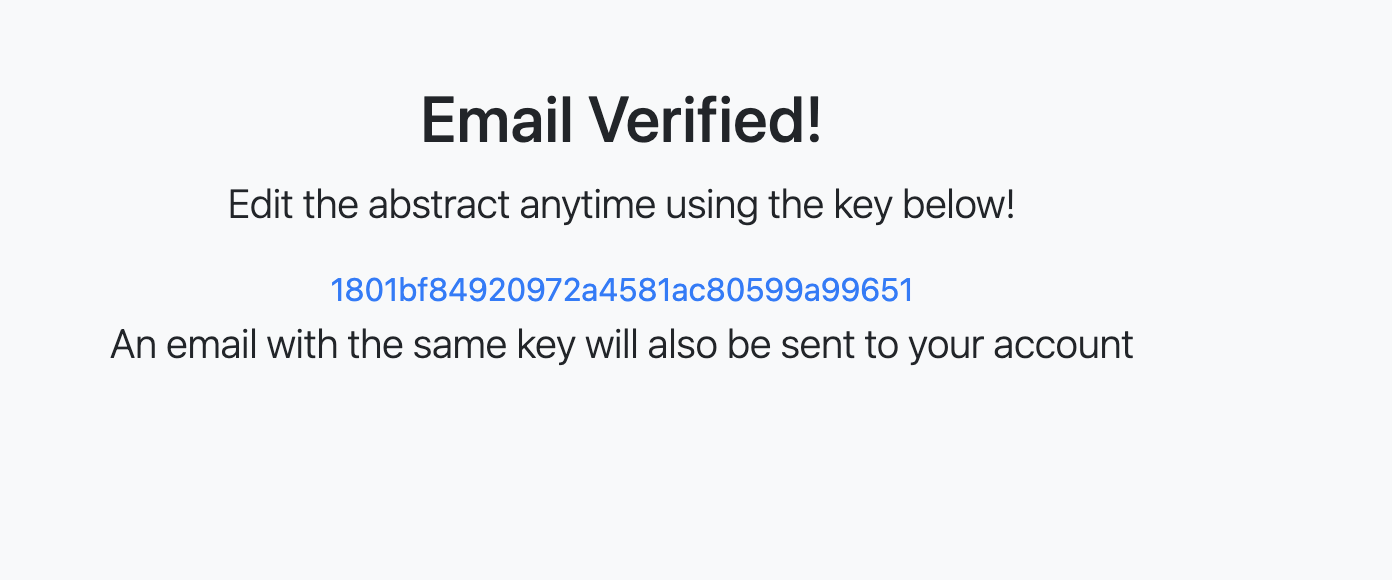 Email Verified!
Edit the abstract anytime using the key below!
1801bf84920972a4581ac80599a99651
An email with the same key will also be sent to your account